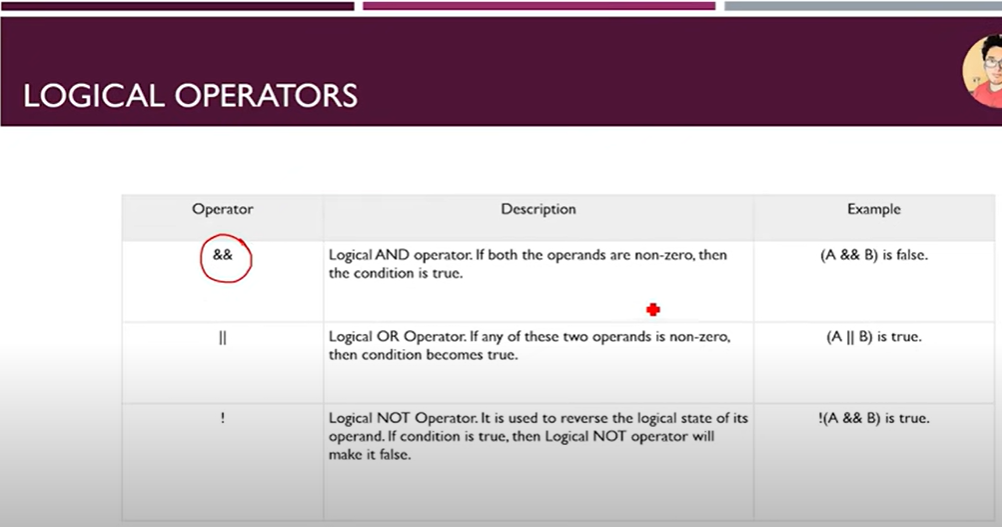 LOGICAL OPERATORS
Operator
Description
Example
&&
Logical AND operator. If both the operands are non-zero, then
the condition is true.
(A && B) is false.
||
Logical OR Operator. If any of these two operands is non-zero,
then condition becomes true.
(A || B) is true.
!
Logical NOT Operator. It is used to reverse the logical state of its
operand. If condition is true, then Logical NOT operator will
make it false.
!(A && B) is true.